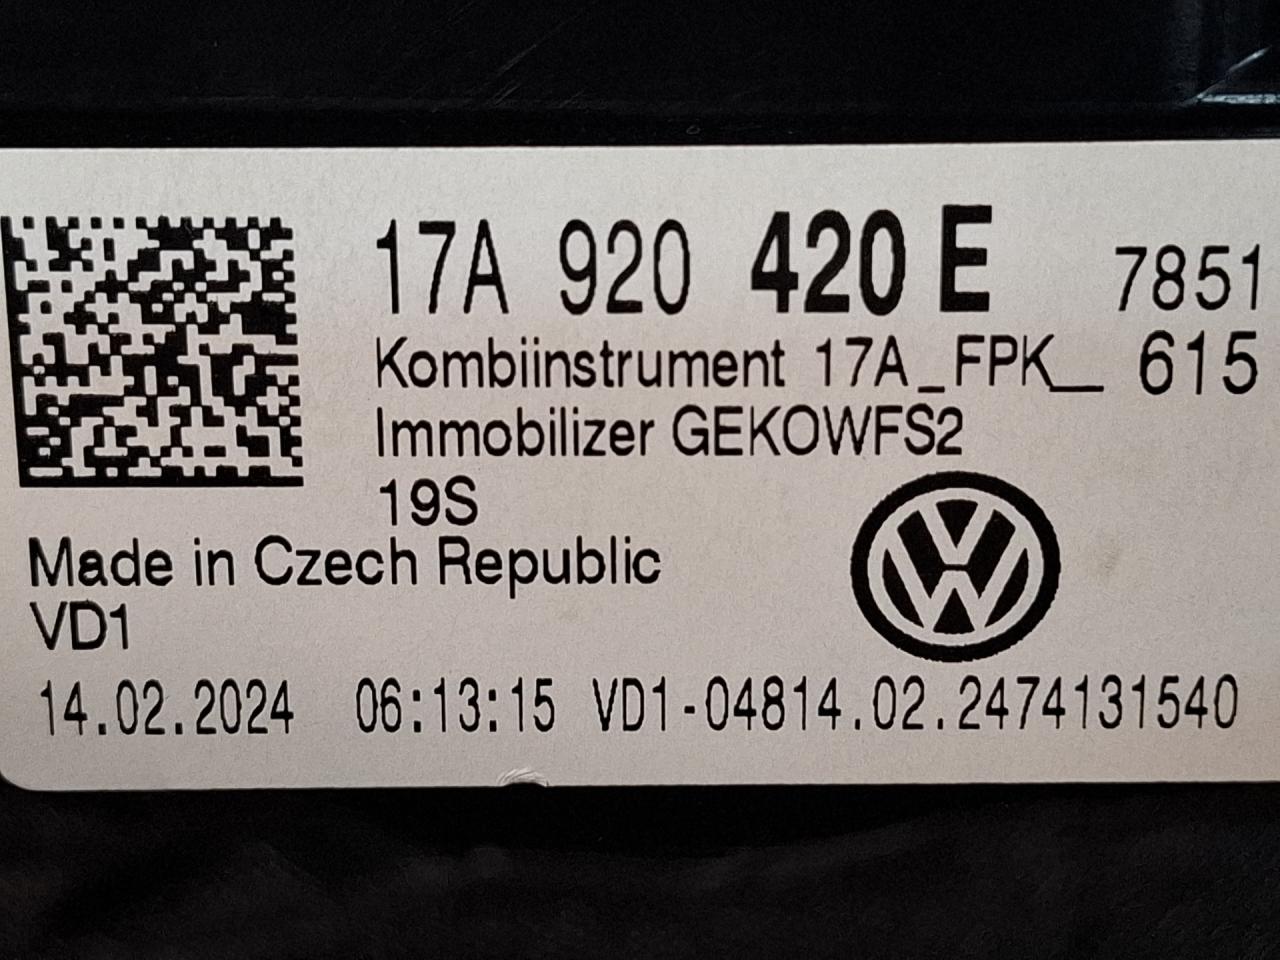 17A 920 420 E 7851
Kombiinstrument 17A_FPK__ 615
Immobilizer GEKOWFS2
19S
Made in Czech Republic
VD1
14.02.2024 06:13:15 VD1-04814.02.2474131540